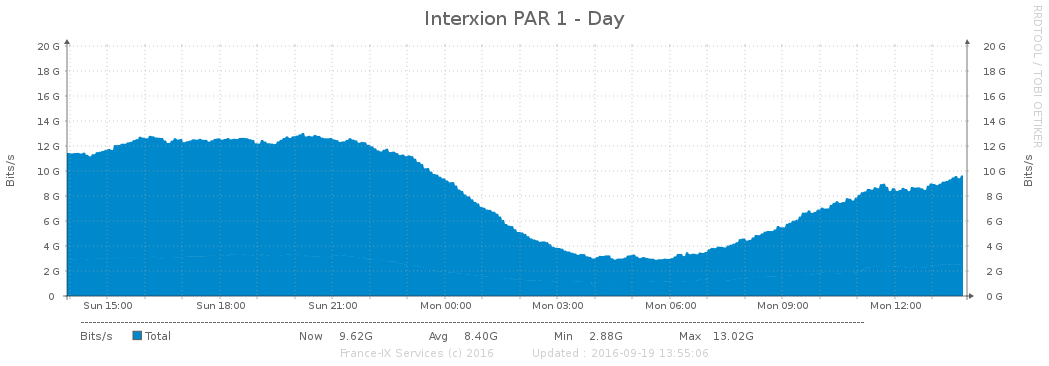 Interxion PAR 1 - Day
RRDTOOL / TOBI OETIKER
Bits/s
20 G 20 G
18 G 18 G
16 G 16 G
14 G 14 G
12 G 12 G
10 G 10 G
8 G 8 G
6 G 6 G
4 G 4 G
2 G 2 G
0 0 G
Bits/s
Sun 15:00 Sun 18:00 Sun 21:00 Mon 00:00 Mon 03:00 Mon 06:00 Mon 09:00 Mon 12:00
Bits/s Total Now 9.62G Avg 8.40G Min 2.88G Max 13.02G
France-IX Services (c) 2016 Updated : 2016-09-19 13:55:06